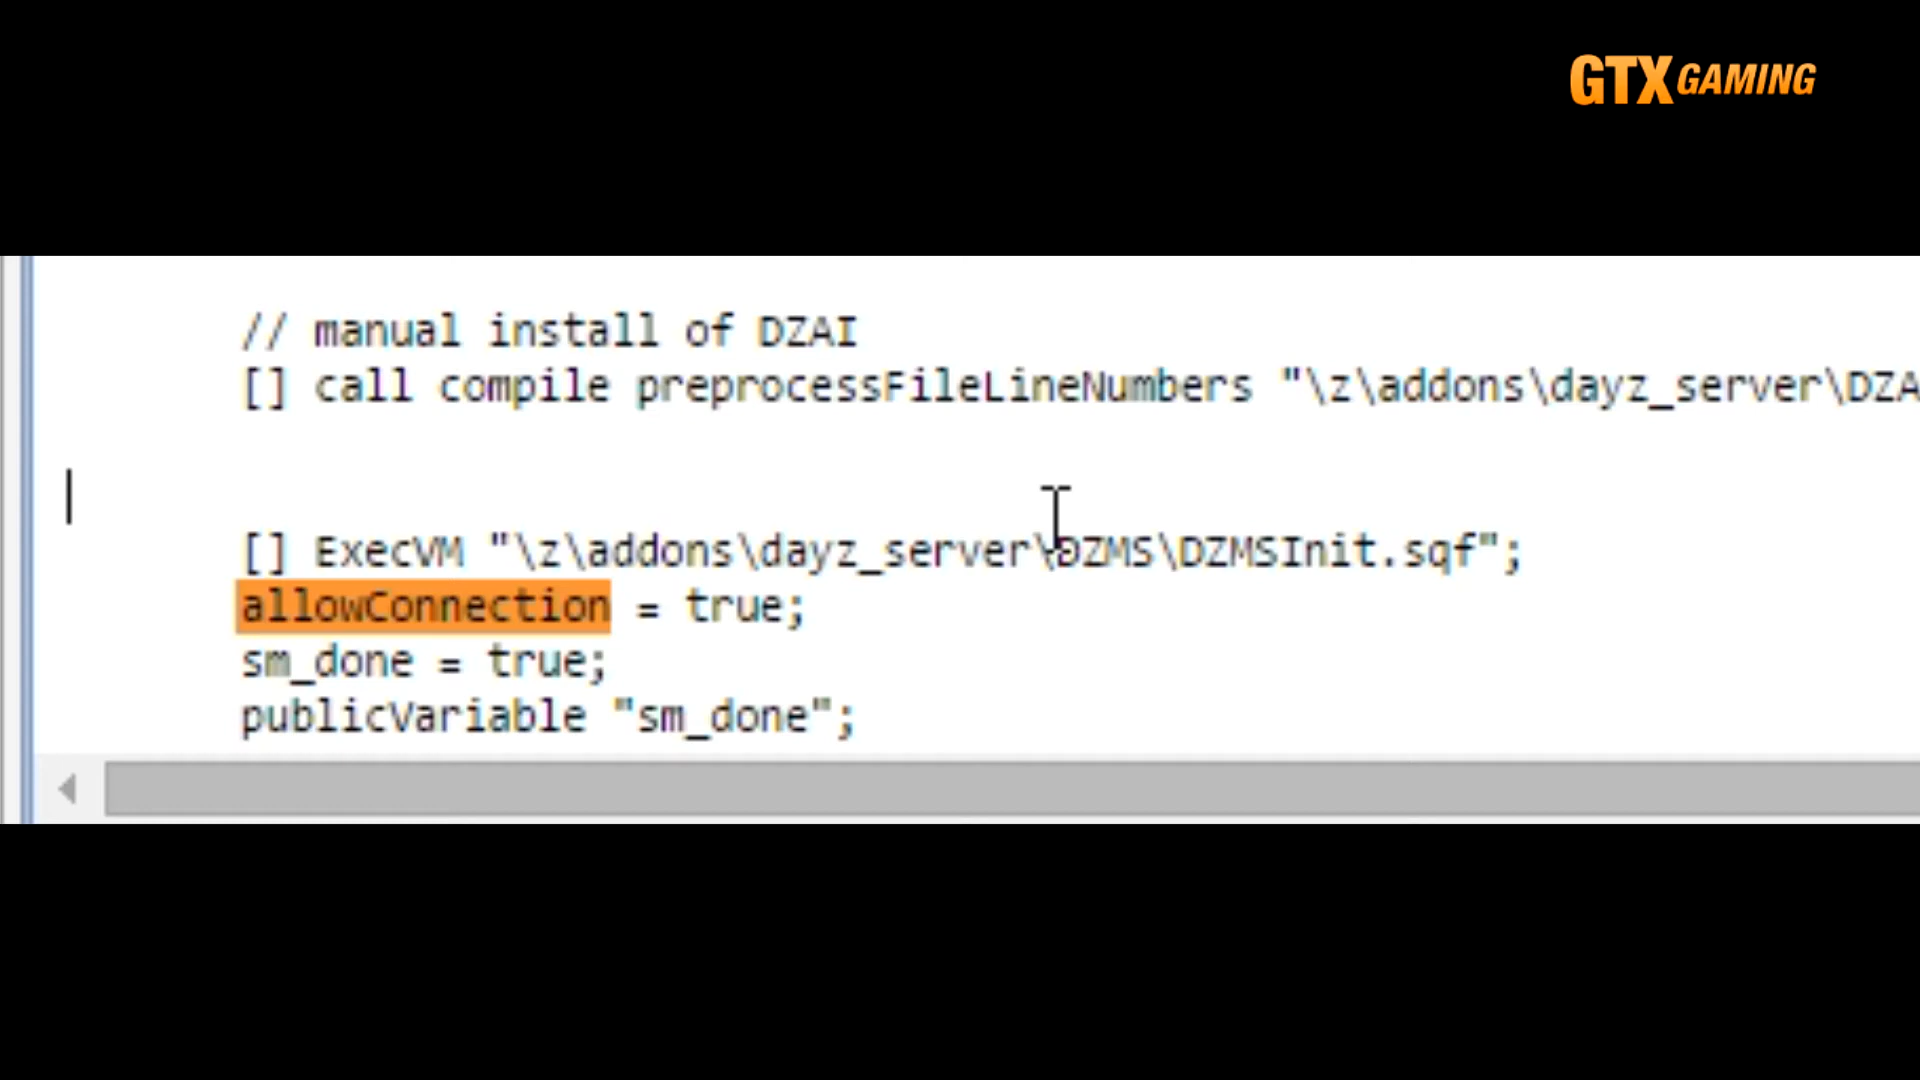 GTX GAMING
// manual install of DZAI
[] call compile preprocessFileLineNumbers "\z\addons\dayz_server\DZA
[] ExecVM "\z\addons\dayz_server\DZMS\DZMSInit.sqf";
allowConnection = true;
sm_done = true;
publicVariable "sm_done";